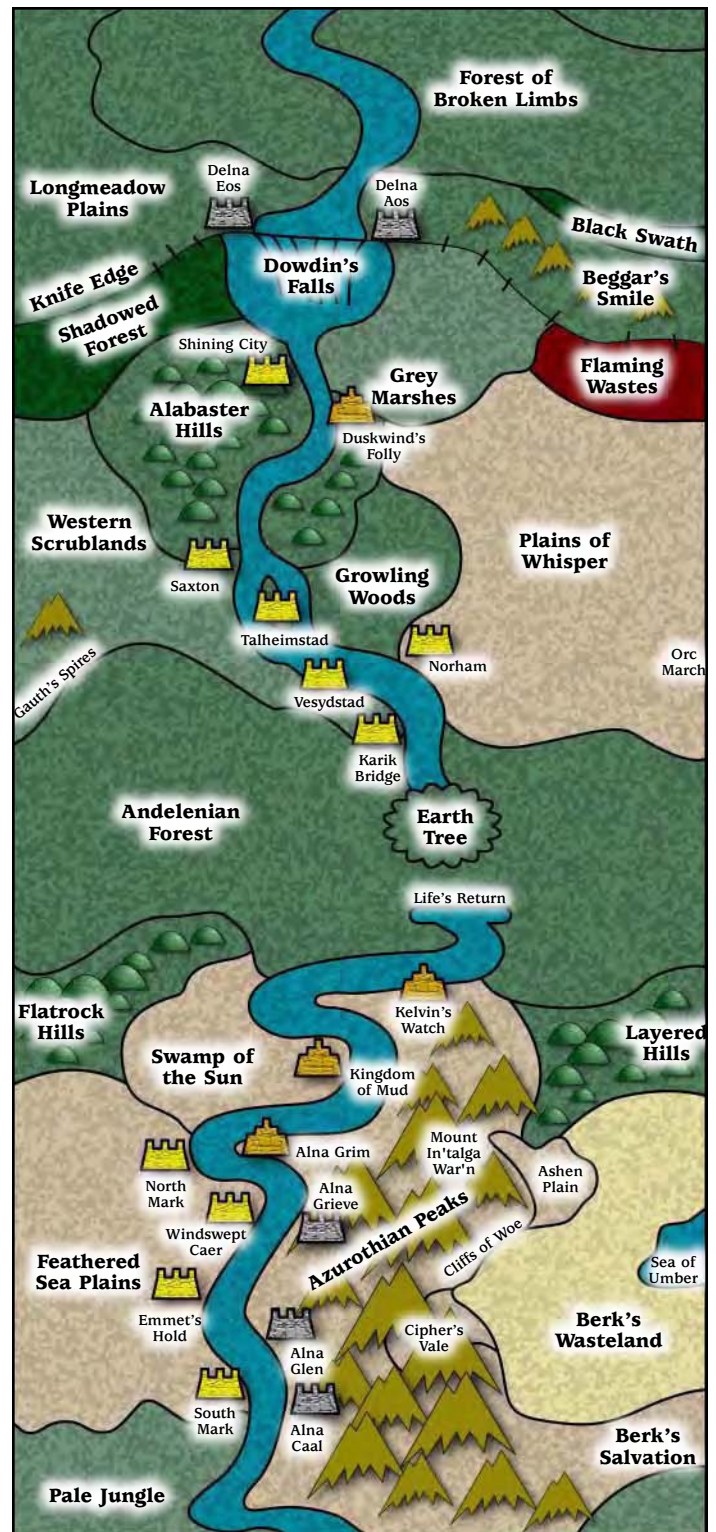 Forest of
Broken Limbs
Delna
Eos
Delna
Aos
Longmeadow
Plains
Black Swath
Knife Edge
Dowdin's
Falls
Beggar's
Smile
Shadowed
Forest
Shining City
Grey
Marshes
Flaming
Wastes
Alabaster
Hills
Duskwind's
Folly
Western
Scrublands
Plains of
Whisper
Saxton
Growling
Woods
Talheimstad
Norham
Orc
March
Gauth's Spires
Vesydstad
Karik
Bridge
Andelenian
Forest
Earth
Tree
Life's Return
Flatrock
Hills
Kelvin's
Watch
Layered
Hills
Swamp of
the Sun
Kingdom
of Mud
Alna Grim
Mount
In'talga
War'n
Ashen
Plain
North
Mark
Alna
Grieve
Windswept
Caer
Azurothian Peaks
Cliffs of Woe
Feathered
Sea Plains
Sea of
Umber
Emmet's
Hold
Cipher's
Vale
Berk's
Wasteland
Alna
Glen
South
Mark
Alna
Caal
Berk's
Salvation
Pale Jungle